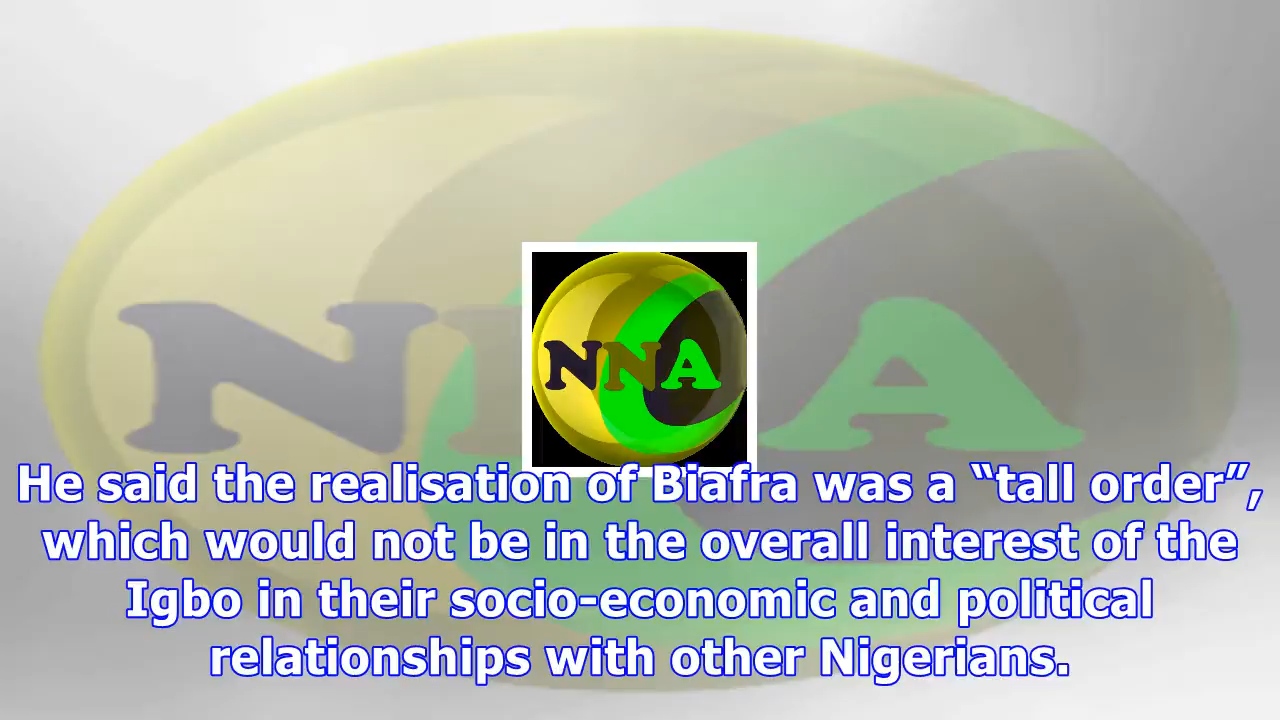 NNA
NNA
He said the realisation of Biafra was a “tall order”,
which would not be in the overall interest of the
Igbo in their socio-economic and political
relationships with other Nigerians.